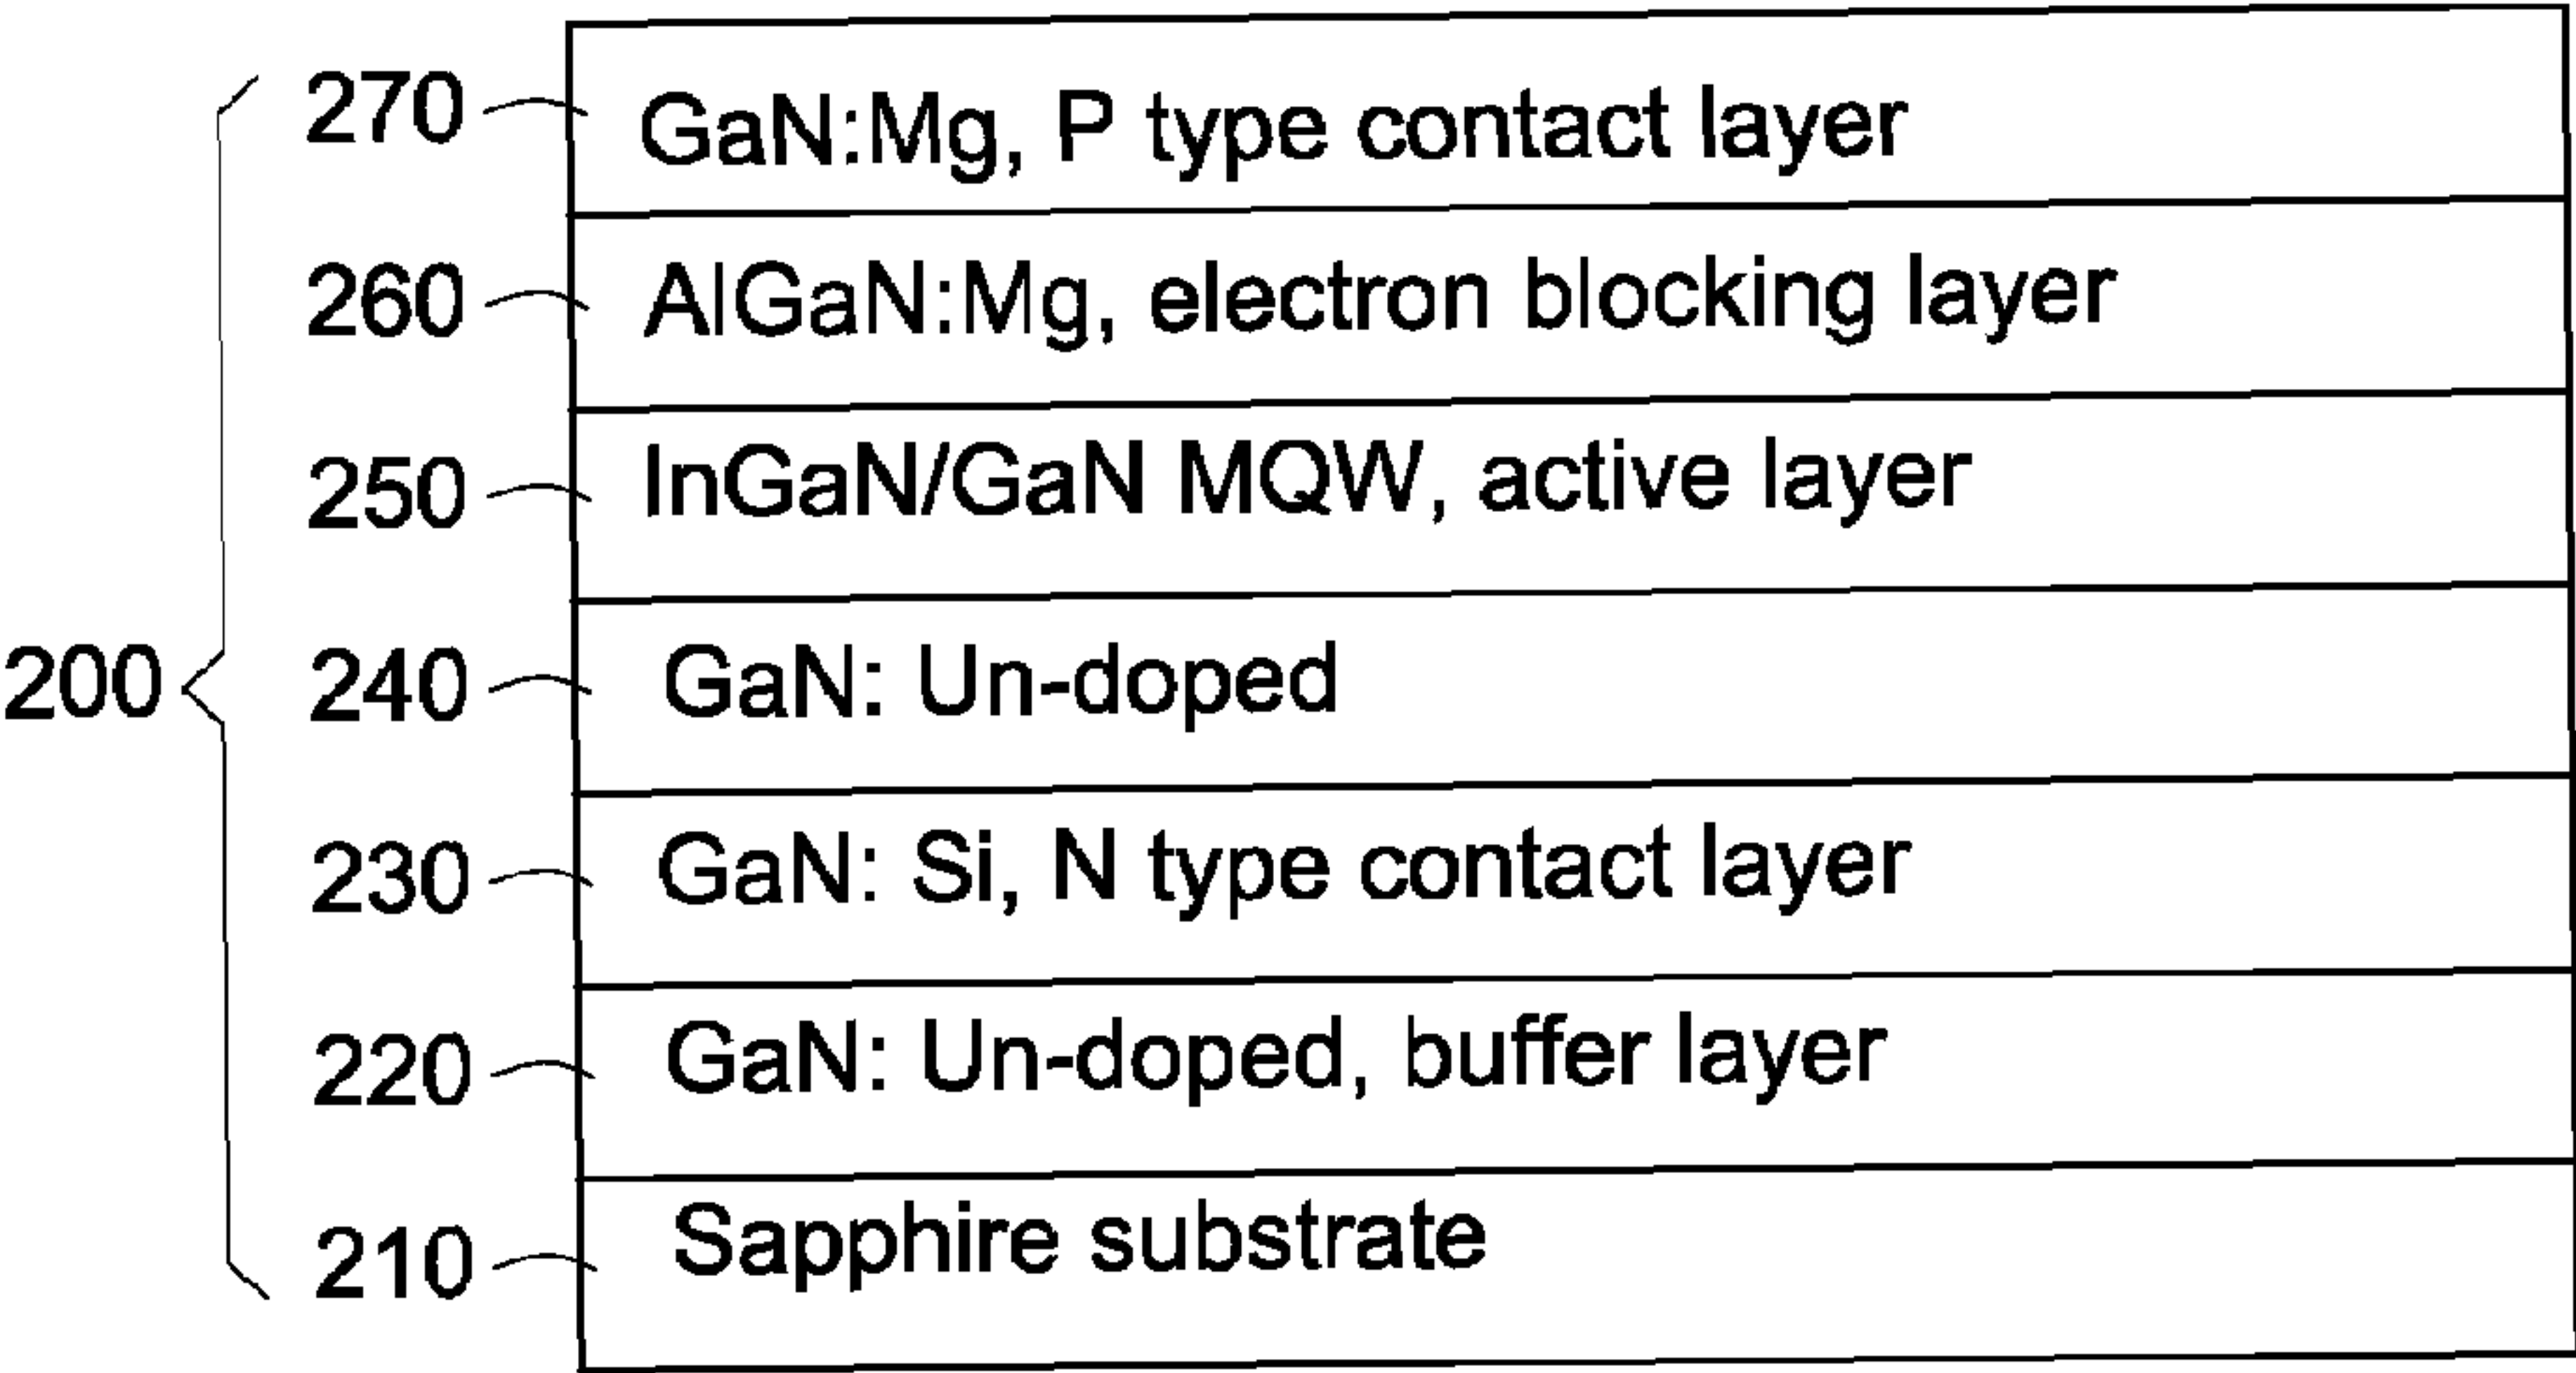 270 GaN:Mg, P type contact layer
260 AlGaN:Mg, electron blocking layer
250 InGaN/GaN MQW, active layer
200 240 GaN: Un-doped
230 GaN: Si, N type contact layer
220 GaN: Un-doped, buffer layer
210 Sapphire substrate